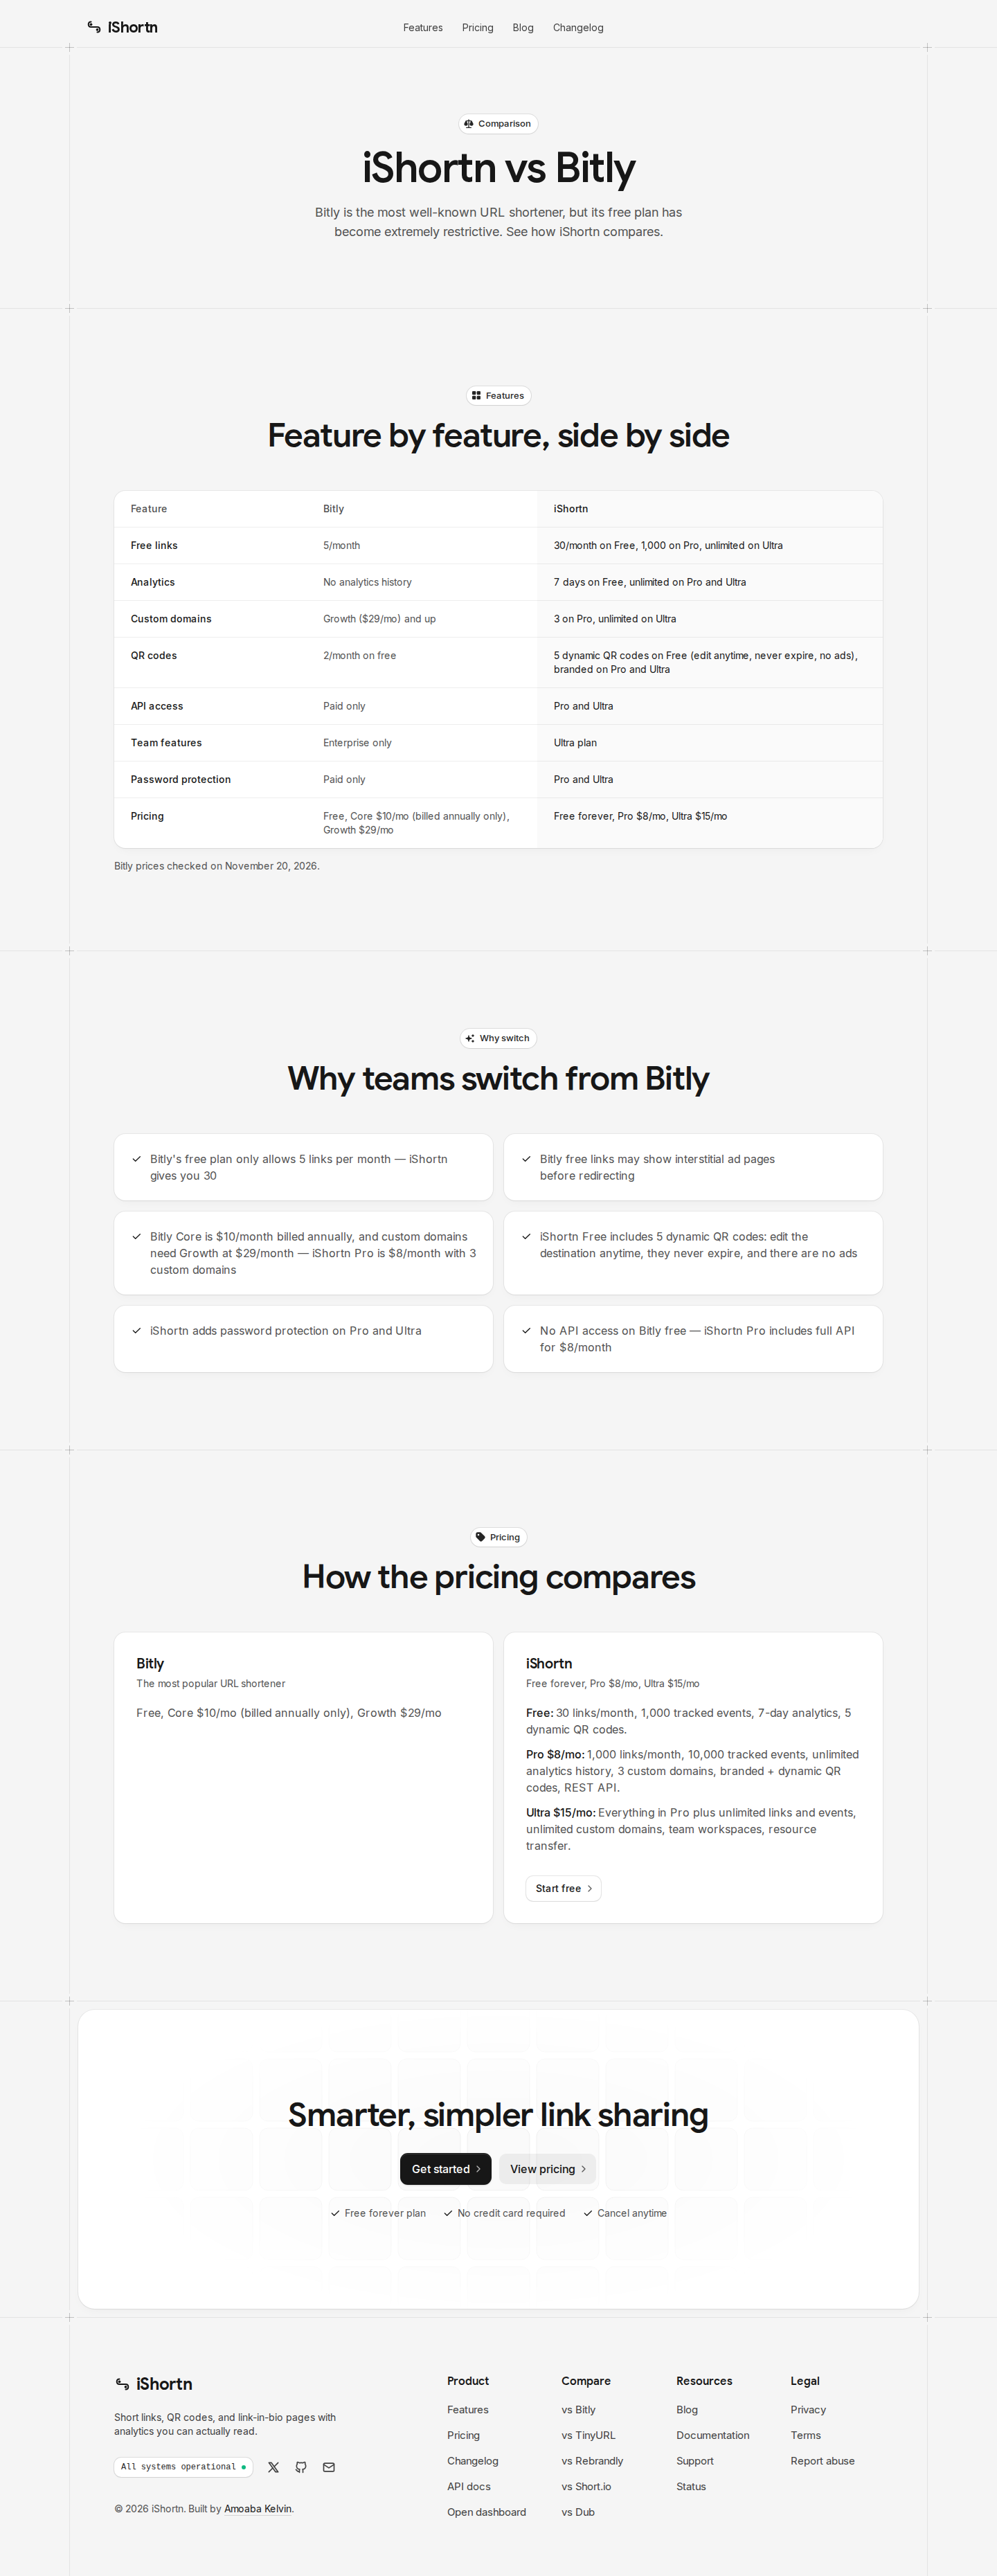 iShortn
Features
Pricing
Blog
Changelog
Comparison
iShortn vs Bitly
Bitly is the most well-known URL shortener, but its free plan has
become extremely restrictive. See how iShortn compares.
Features
Feature by feature, side by side
Feature
Bitly
iShortn
Free links
5/month
30/month on Free, 1,000 on Pro, unlimited on Ultra
Analytics
No analytics history
7 days on Free, unlimited on Pro and Ultra
Custom domains
Growth ($29/mo) and up
3 on Pro, unlimited on Ultra
QR codes
2/month on free
5 dynamic QR codes on Free (edit anytime, never expire, no ads),
branded on Pro and Ultra
API access
Paid only
Pro and Ultra
Team features
Enterprise only
Ultra plan
Password protection
Paid only
Pro and Ultra
Pricing
Free, Core $10/mo (billed annually only),
Growth $29/mo
Free forever, Pro $8/mo, Ultra $15/mo
Bitly prices checked on November 20, 2026.
Why switch
Why teams switch from Bitly
Bitly's free plan only allows 5 links per month — iShortn
gives you 30
Bitly free links may show interstitial ad pages
before redirecting
Bitly Core is $10/month billed annually, and custom domains
need Growth at $29/month — iShortn Pro is $8/month with 3
custom domains
iShortn Free includes 5 dynamic QR codes: edit the
destination anytime, they never expire, and there are no ads
iShortn adds password protection on Pro and Ultra
No API access on Bitly free — iShortn Pro includes full API
for $8/month
Pricing
How the pricing compares
Bitly
The most popular URL shortener
Free, Core $10/mo (billed annually only), Growth $29/mo
iShortn
Free forever, Pro $8/mo, Ultra $15/mo
Free: 30 links/month, 1,000 tracked events, 7-day analytics, 5
dynamic QR codes.
Pro $8/mo: 1,000 links/month, 10,000 tracked events, unlimited
analytics history, 3 custom domains, branded + dynamic QR
codes, REST API.
Ultra $15/mo: Everything in Pro plus unlimited links and events,
unlimited custom domains, team workspaces, resource
transfer.
Start free
Smarter, simpler link sharing
Get started
View pricing
Free forever plan
No credit card required
Cancel anytime
iShortn
Short links, QR codes, and link-in-bio pages with
analytics you can actually read.
All systems operational
© 2026 iShortn. Built by Amoaba Kelvin.
Product
Features
Pricing
Changelog
API docs
Open dashboard
Compare
vs Bitly
vs TinyURL
vs Rebrandly
vs Short.io
vs Dub
Resources
Blog
Documentation
Support
Status
Legal
Privacy
Terms
Report abuse